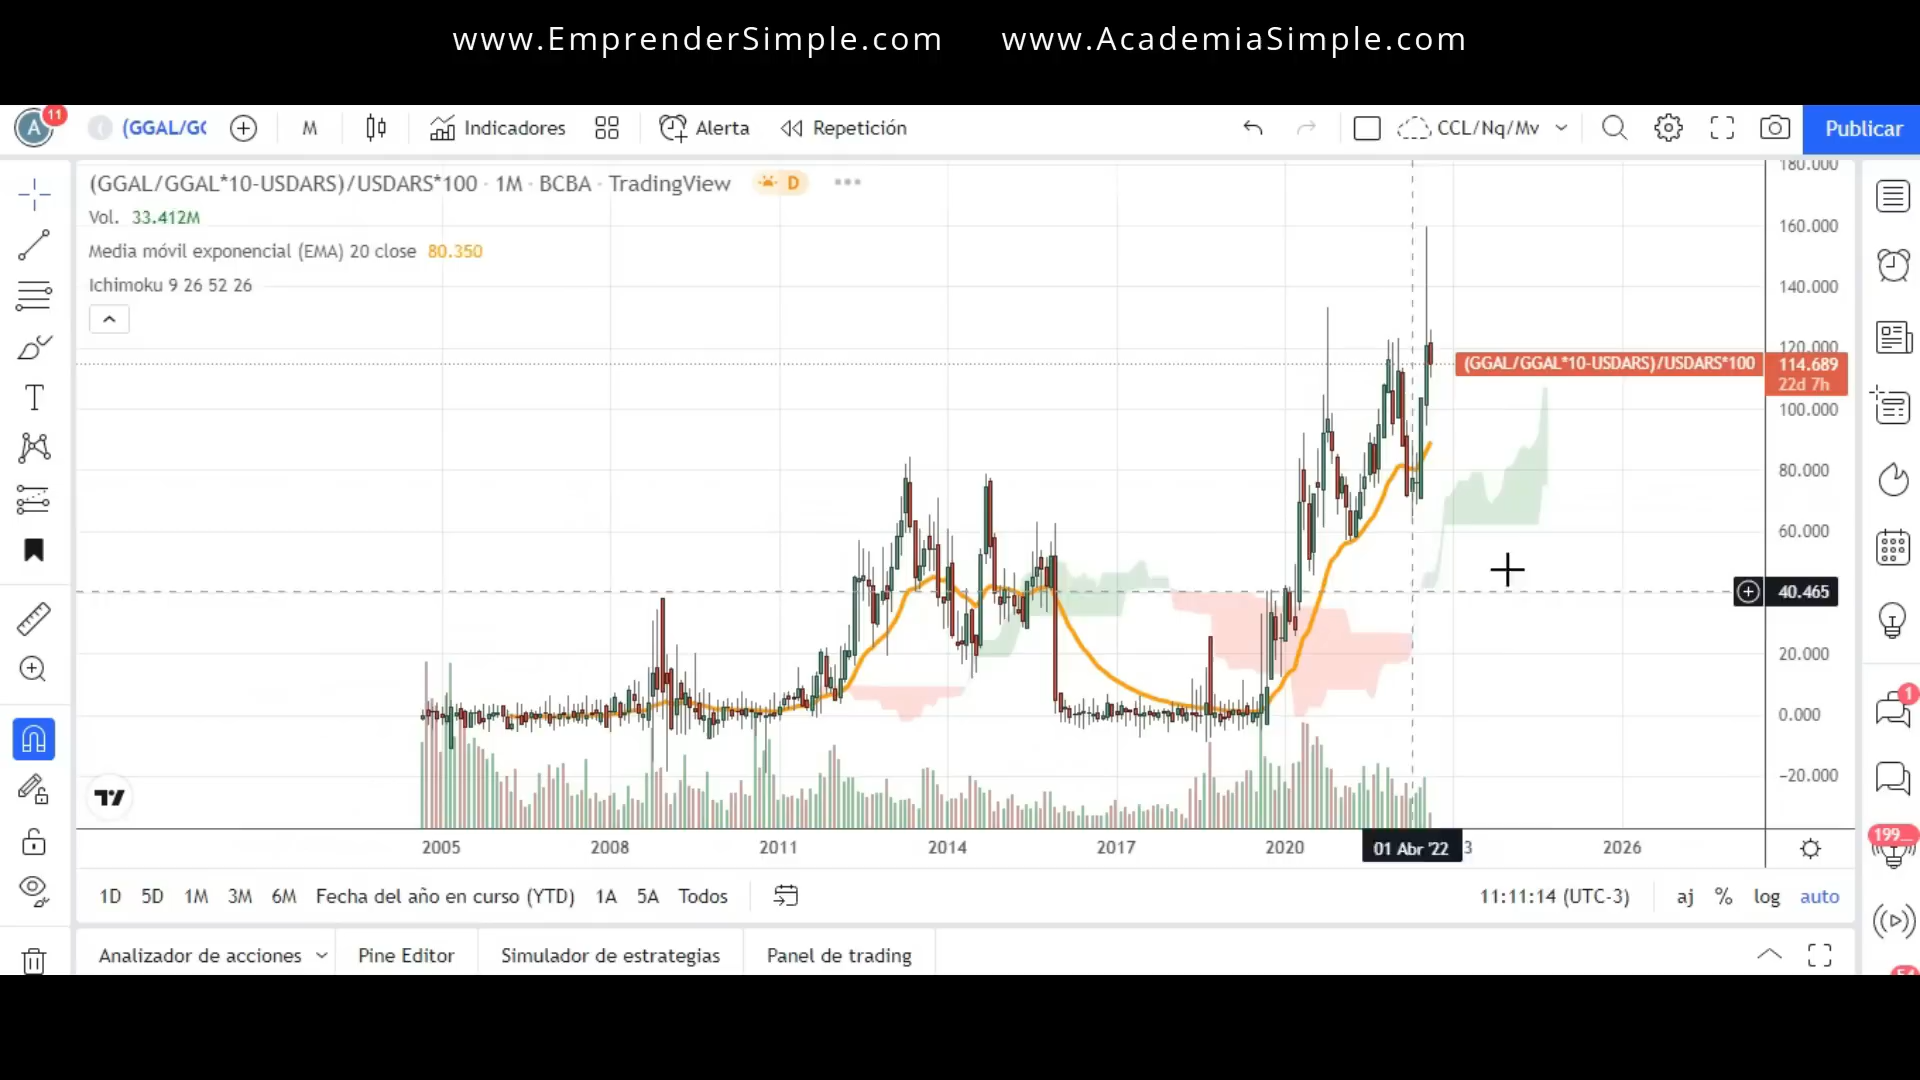 www.EmprenderSimple.com www.AcademiaSimple.com
A 11 (GGAL/GC M Indicadores Alerta Repetición CCL/Nq/Mv Publicar
(GGAL/GGAL*10-USDARS)/USDARS*100 · 1M · BCBA · TradingView D
Vol. 33.412M
Media móvil exponencial (EMA) 20 close 80.350
Ichimoku 9 26 52 26
180.000
160.000
140.000
120.000
(GGAL/GGAL*10-USDARS)/USDARS*100 114.689
22d 7h
100.000
80.000
60.000
40.465
20.000
0.000
−20.000
2005 2008 2011 2014 2017 2020 01 Abr '22 3 2026
1D 5D 1M 3M 6M Fecha del año en curso (YTD) 1A 5A Todos 11:11:14 (UTC-3) aj % log auto
Analizador de acciones Pine Editor Simulador de estrategias Panel de trading
1
199
54